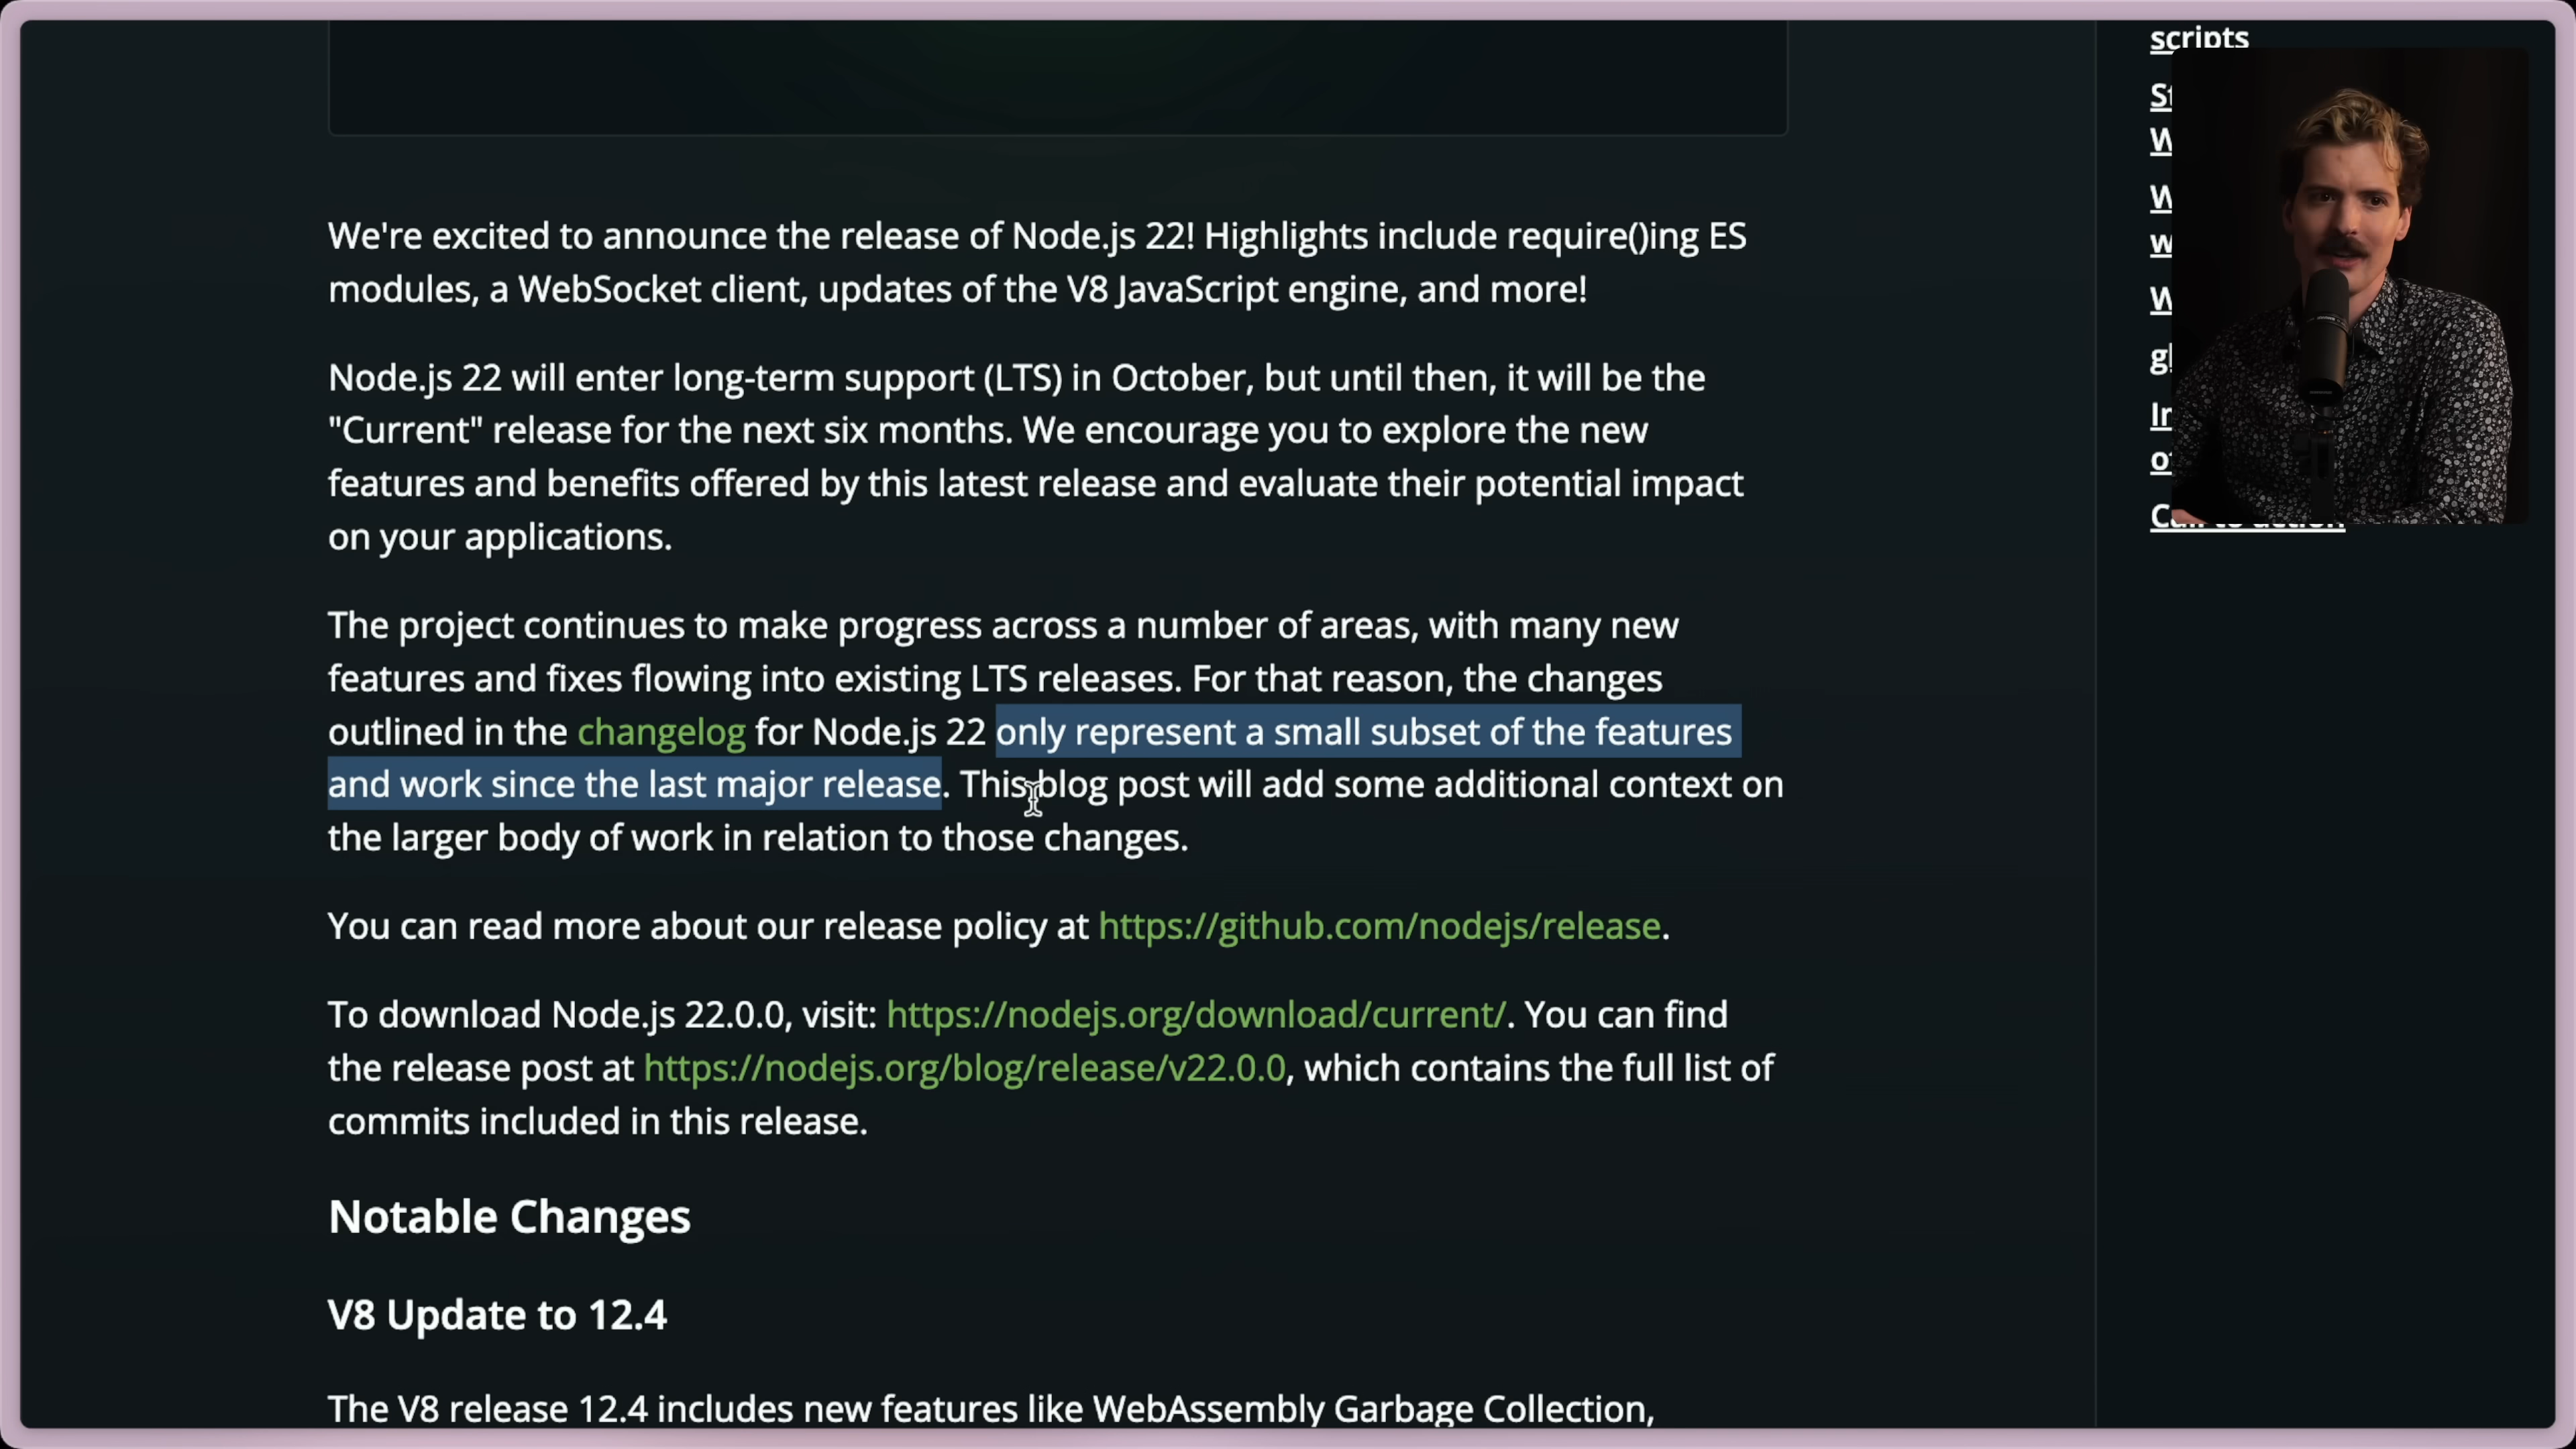 We're excited to announce the release of Node.js 22! Highlights include require()ing ES
modules, a WebSocket client, updates of the V8 JavaScript engine, and more!
Node.js 22 will enter long-term support (LTS) in October, but until then, it will be the
"Current" release for the next six months. We encourage you to explore the new
features and benefits offered by this latest release and evaluate their potential impact
on your applications.
The project continues to make progress across a number of areas, with many new
features and fixes flowing into existing LTS releases. For that reason, the changes
outlined in the changelog for Node.js 22 only represent a small subset of the features
and work since the last major release. This blog post will add some additional context on
the larger body of work in relation to those changes.
You can read more about our release policy at https://github.com/nodejs/release.
To download Node.js 22.0.0, visit: https://nodejs.org/download/current/. You can find
the release post at https://nodejs.org/blog/release/v22.0.0, which contains the full list of
commits included in this release.
Notable Changes
V8 Update to 12.4
The V8 release 12.4 includes new features like WebAssembly Garbage Collection,
scripts
Call to action